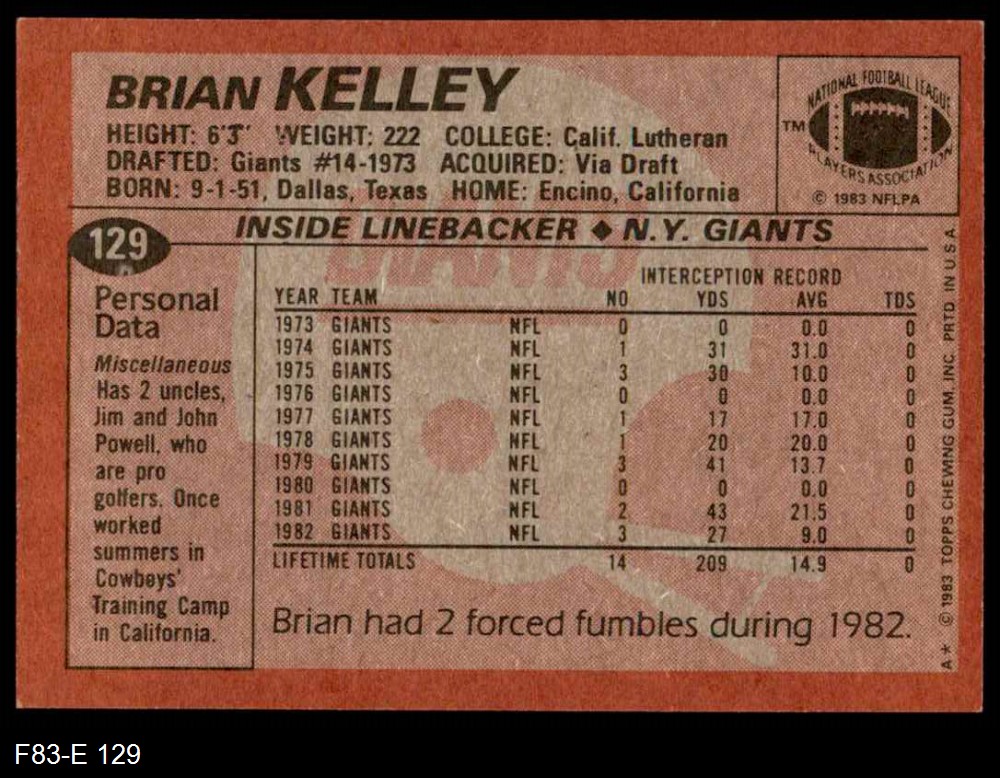 BRIAN KELLEY
HEIGHT: 6'3" WEIGHT: 222 COLLEGE: Calif. Lutheran
DRAFTED: Giants #14-1973 ACQUIRED: Via Draft
BORN: 9-1-51, Dallas, Texas HOME: Encino, California
NATIONAL FOOTBALL LEAGUE
PLAYERS ASSOCIATION
TM
© 1983 NFLPA
129
INSIDE LINEBACKER ◆ N.Y. GIANTS
Personal
Data
Miscellaneous
Has 2 uncles,
Jim and John
Powell, who
are pro
golfers. Once
worked
summers in
Cowboys'
Training Camp
in California.
GIANTS
INTERCEPTION RECORD
YEAR TEAM NO YDS AVG TDS
1973 GIANTS NFL 0 0 0.0 0
1974 GIANTS NFL 1 31 31.0 0
1975 GIANTS NFL 3 30 10.0 0
1976 GIANTS NFL 0 0 0.0 0
1977 GIANTS NFL 1 17 17.0 0
1978 GIANTS NFL 1 20 20.0 0
1979 GIANTS NFL 3 41 13.7 0
1980 GIANTS NFL 0 0 0.0 0
1981 GIANTS NFL 2 43 21.5 0
1982 GIANTS NFL 3 27 9.0 0
LIFETIME TOTALS 14 209 14.9 0
Brian had 2 forced fumbles during 1982.
A* © 1983 TOPPS CHEWING GUM, INC. PRTD IN U.S.A.
F83-E 129